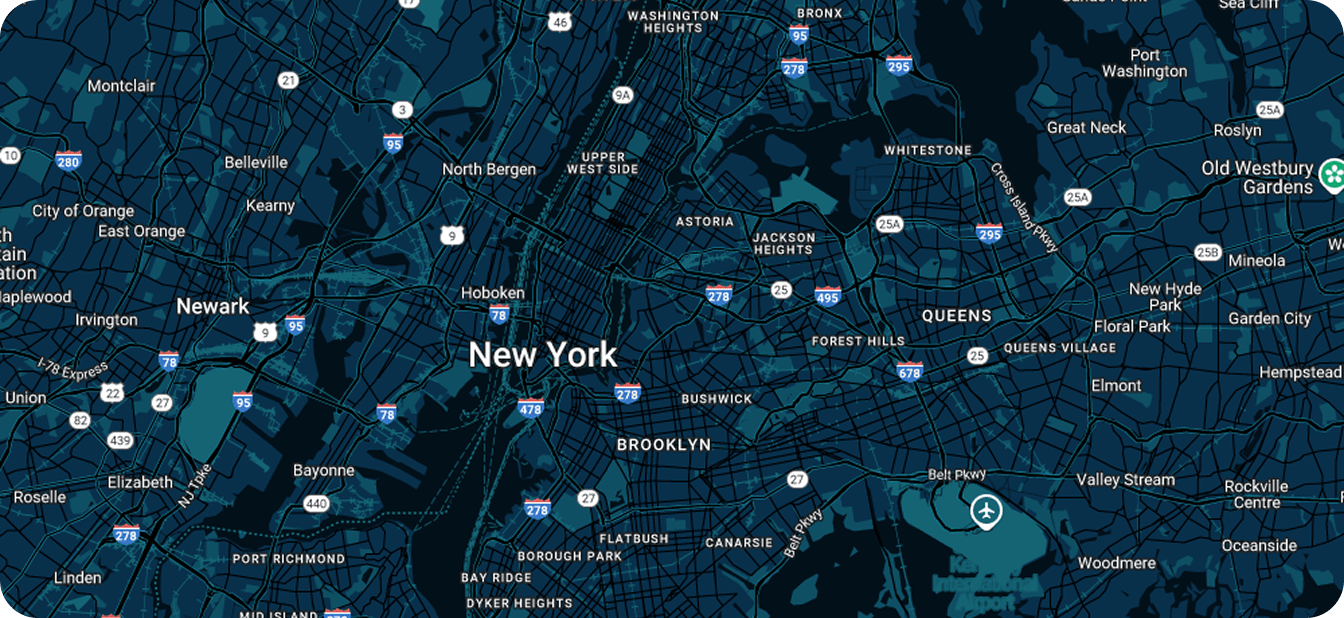 17
46
WASHINGTON
HEIGHTS
BRONX
95
278
295
Sea Cliff
Port
Washington
Montclair
21
3
9A
25A
95
Great Neck
Roslyn
10
280
Belleville
North Bergen
UPPER
WEST SIDE
WHITESTONE
Old Westbury
Gardens
Cross Island Pkwy
25A
City of Orange
Kearny
East Orange
9
ASTORIA
JACKSON
HEIGHTS
25A
295
25B
Mineola
Hoboken
78
278
25
495
New Hyde
Park
Newark
9
95
Irvington
QUEENS
Floral Park
Garden City
New York
FOREST HILLS
25
QUEENS VILLAGE
I-78 Express
78
678
Hempstead
Elmont
Union
22
27
82
439
95
78
478
278
BUSHWICK
BROOKLYN
Bayonne
Elizabeth
NJ Tpke
Roselle
440
278
27
27
Belt Pkwy
Valley Stream
Rockville
Centre
278
PORT RICHMOND
FLATBUSH
BOROUGH PARK
CANARSIE
Belt Pkwy
Oceanside
Woodmere
Linden
BAY RIDGE
DYKER HEIGHTS
International
Airport
MID ISLAND